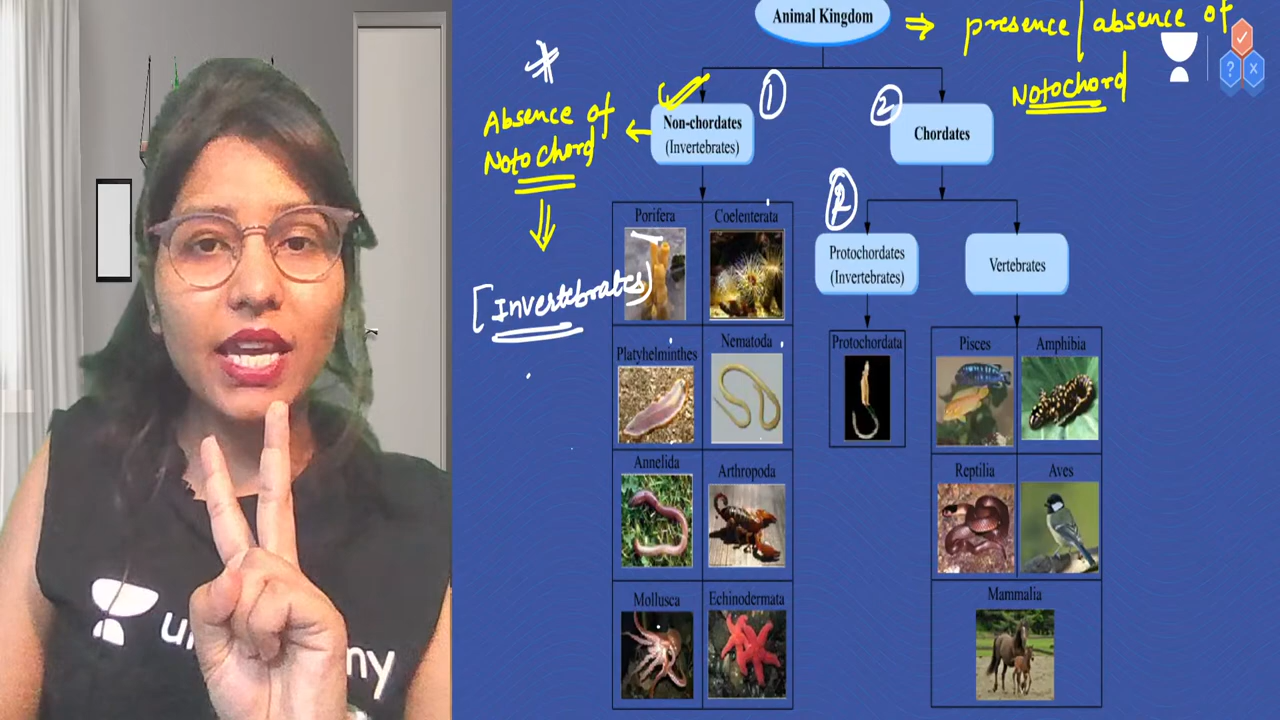 Animal Kingdom
⇒ presence / absence of
Notochord
Absence of
Notochord
[Invertebrates]
1
Non-chordates
(Invertebrates)
2
Chordates
Porifera
Coelenterata
Platyhelminthes
Nematoda
Annelida
Arthropoda
Mollusca
Echinodermata
Protochordates
(Invertebrates)
Vertebrates
Protochordata
Pisces
Amphibia
Reptilia
Aves
Mammalia